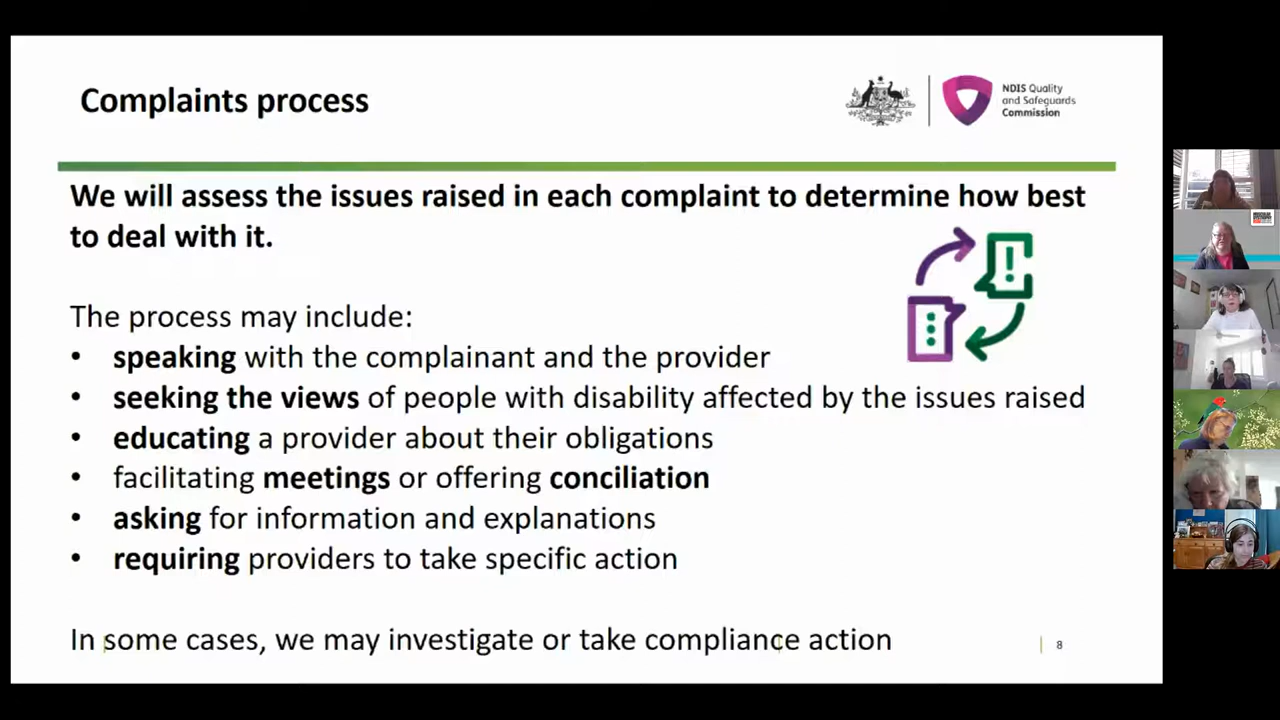 Complaints process
NDIS Quality
and Safeguards
Commission
We will assess the issues raised in each complaint to determine how best
to deal with it.
The process may include:
• speaking with the complainant and the provider
• seeking the views of people with disability affected by the issues raised
• educating a provider about their obligations
• facilitating meetings or offering conciliation
• asking for information and explanations
• requiring providers to take specific action
In some cases, we may investigate or take compliance action
8